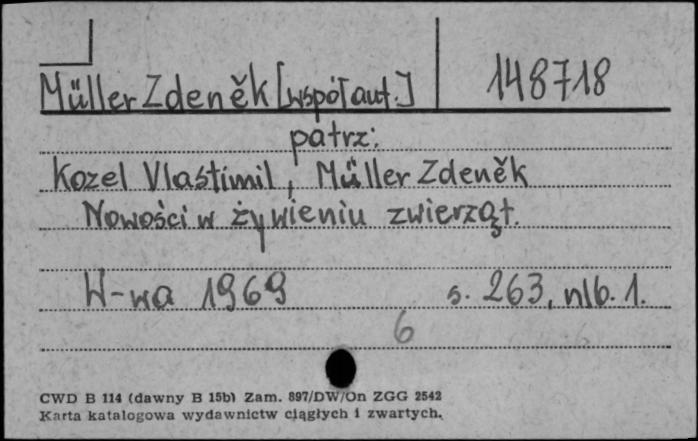 Müller Zdeněk [współaut.] 148718
patrz:
Kozel Vlaśtimil, Müller Zdeněk
Nowości w żywieniu zwierząt.
W-wa 1969 s. 263, nlb. 1.
6
CWD B 114 (dawny B 15b) Zam. 897/DW/On ZGG 2542
Karta katalogowa wydawnictw ciągłych i zwartych.